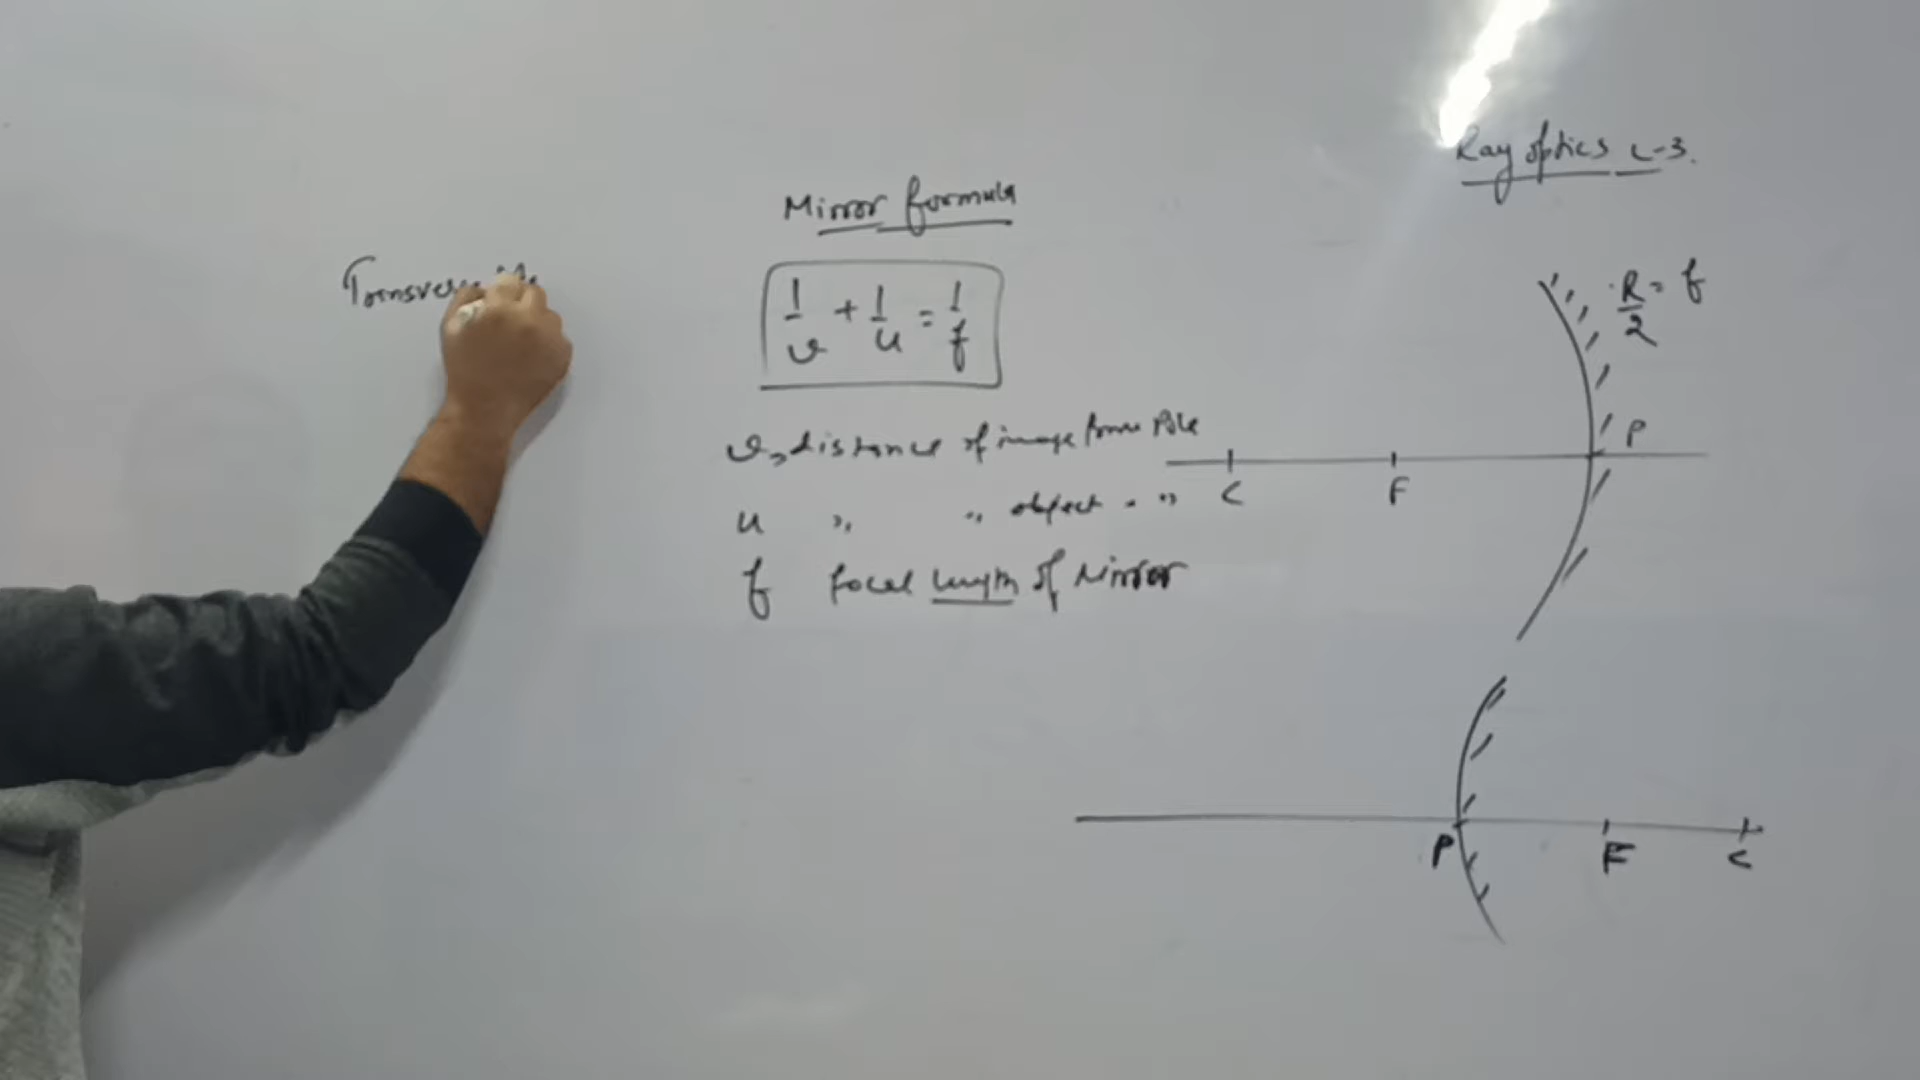 Ray optics L-3.
Mirror formula
Transverse
1/v + 1/u = 1/f
R/2 = f
v → distance of image from Pole
u " " object " "
f focal length of Mirror
C F P
P F C